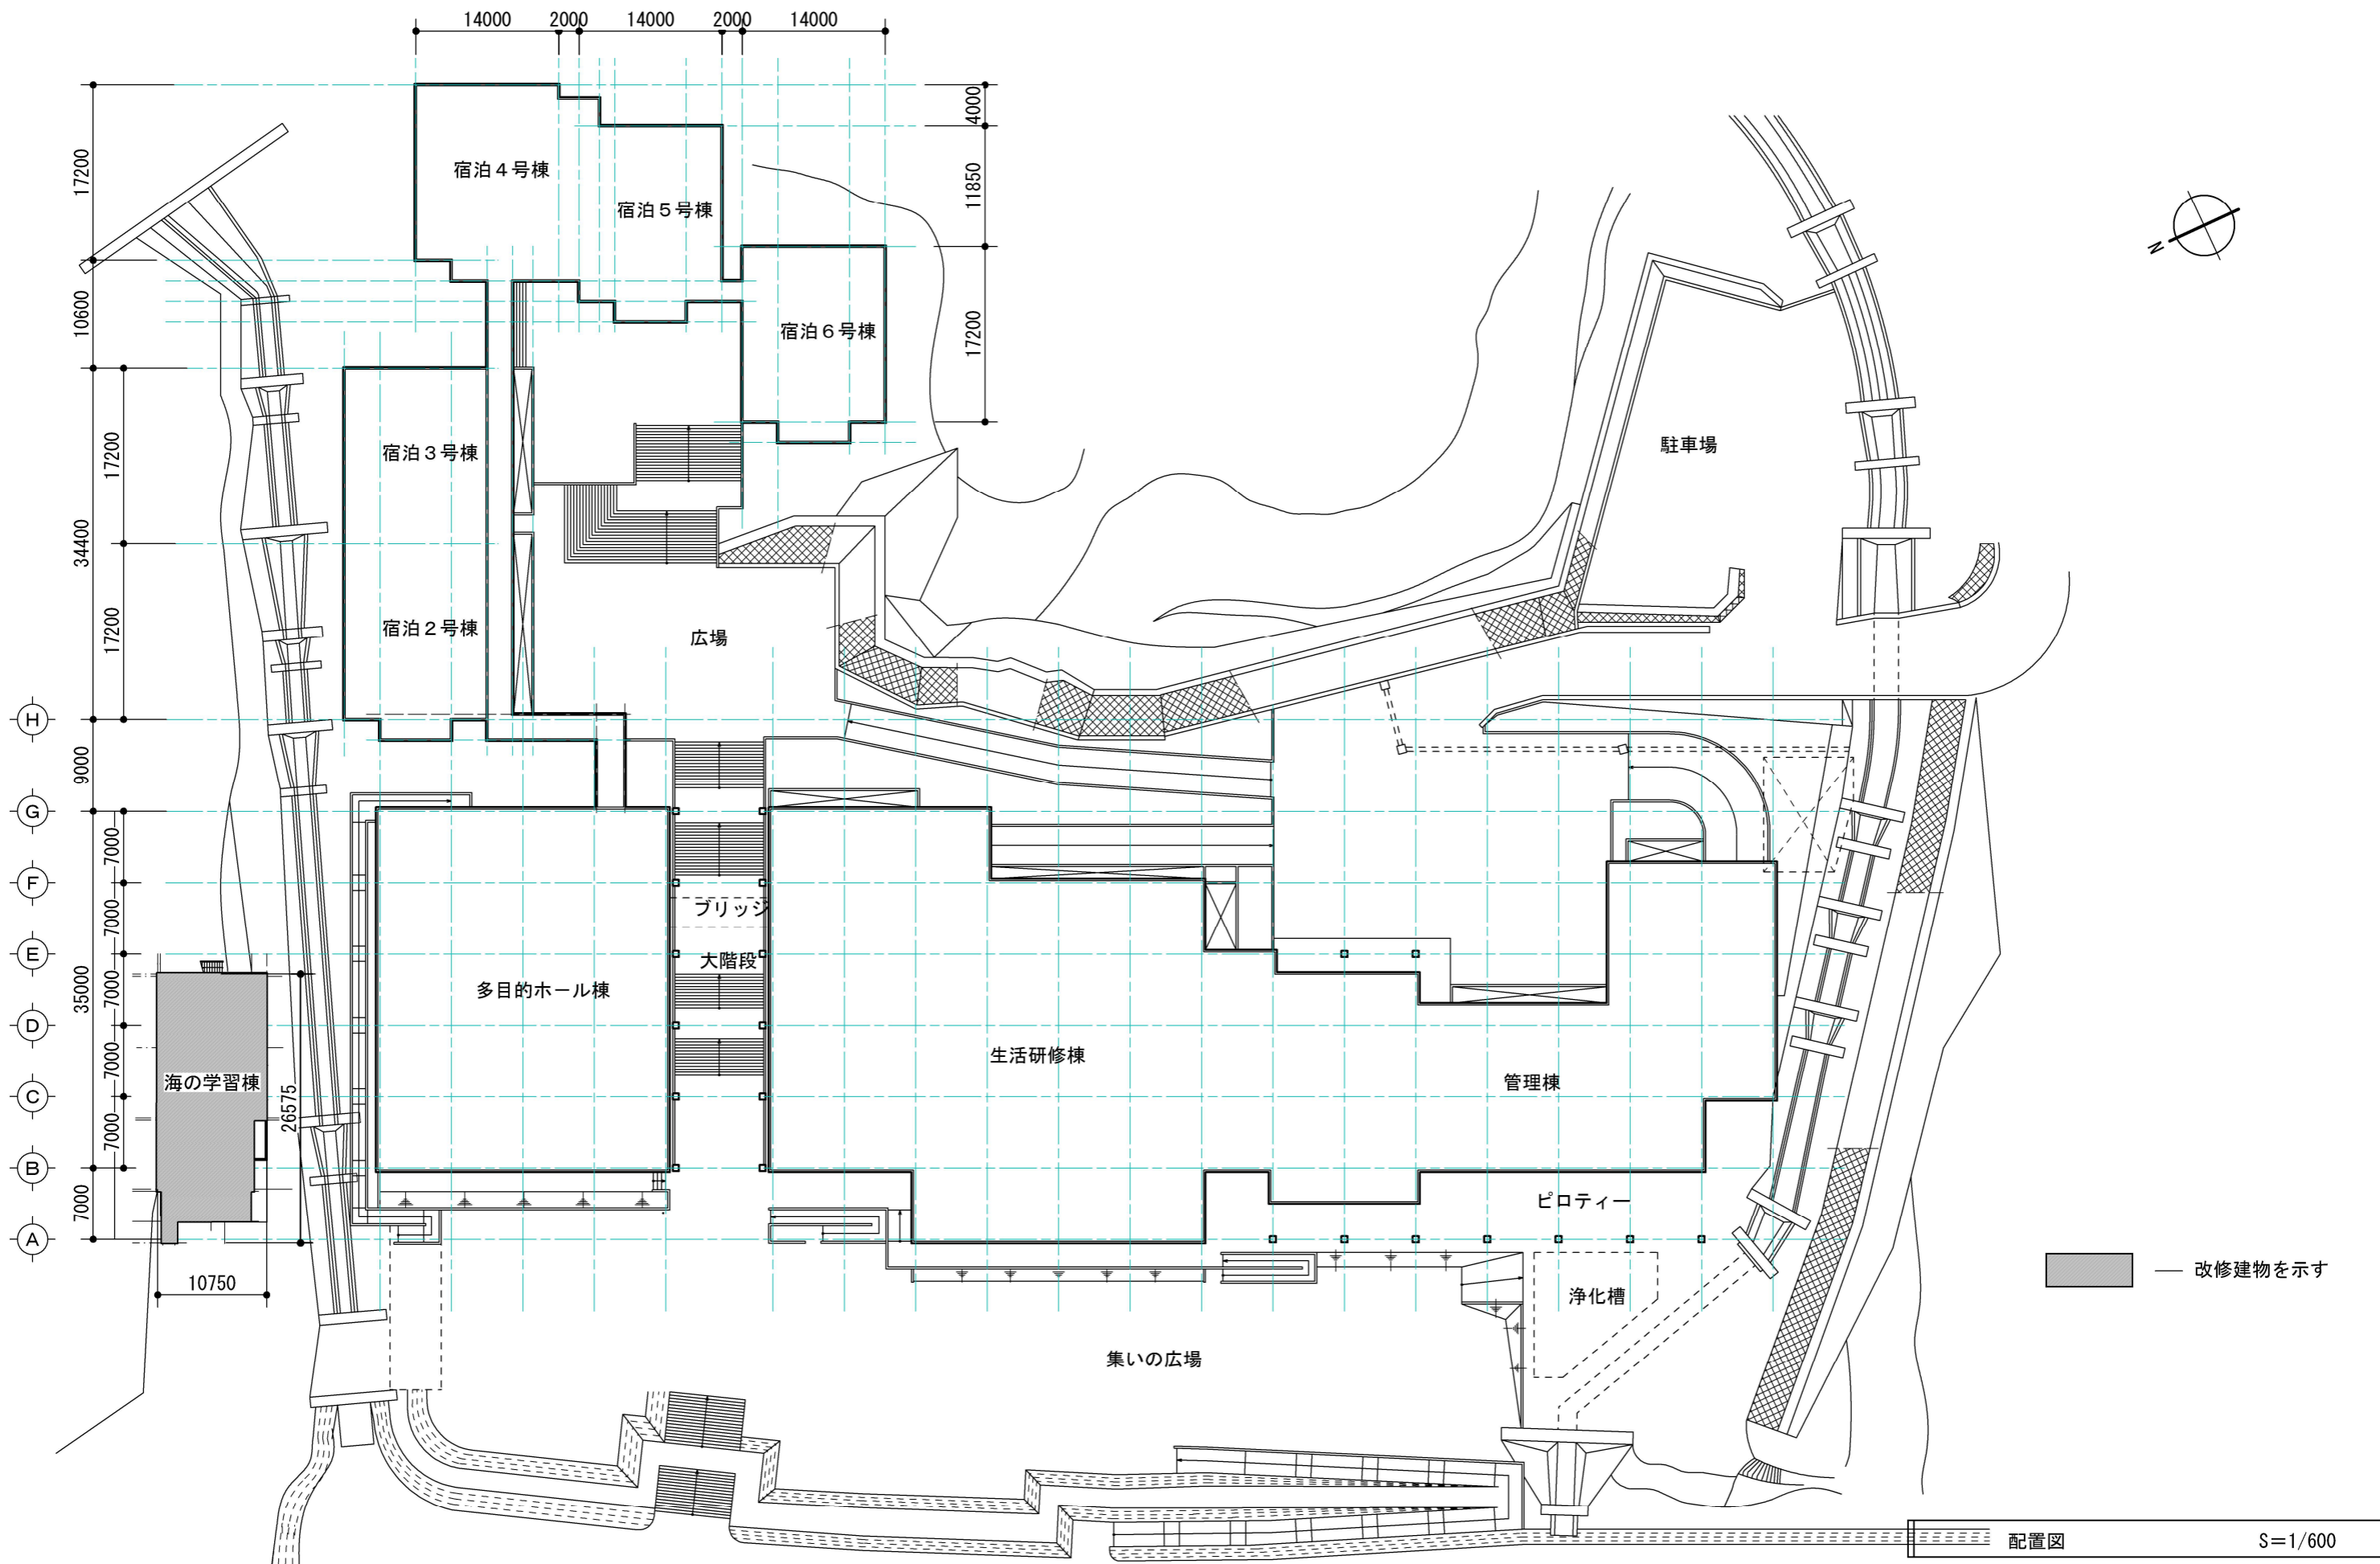 14000 2000 14000 2000 14000
17200
10600
34400
9000
35000
7000
17200
17200
7000
7000
7000
7000
7000
4000
11850
17200
宿泊4号棟
宿泊5号棟
宿泊6号棟
宿泊3号棟
宿泊2号棟
広場
駐車場
N
H
G
F
E
D
C
B
A
ブリッジ
大階段
多目的ホール棟
生活研修棟
管理棟
海の学習棟
26575
10750
ピロティー
浄化槽
集いの広場
改修建物を示す
配置図 S=1/600